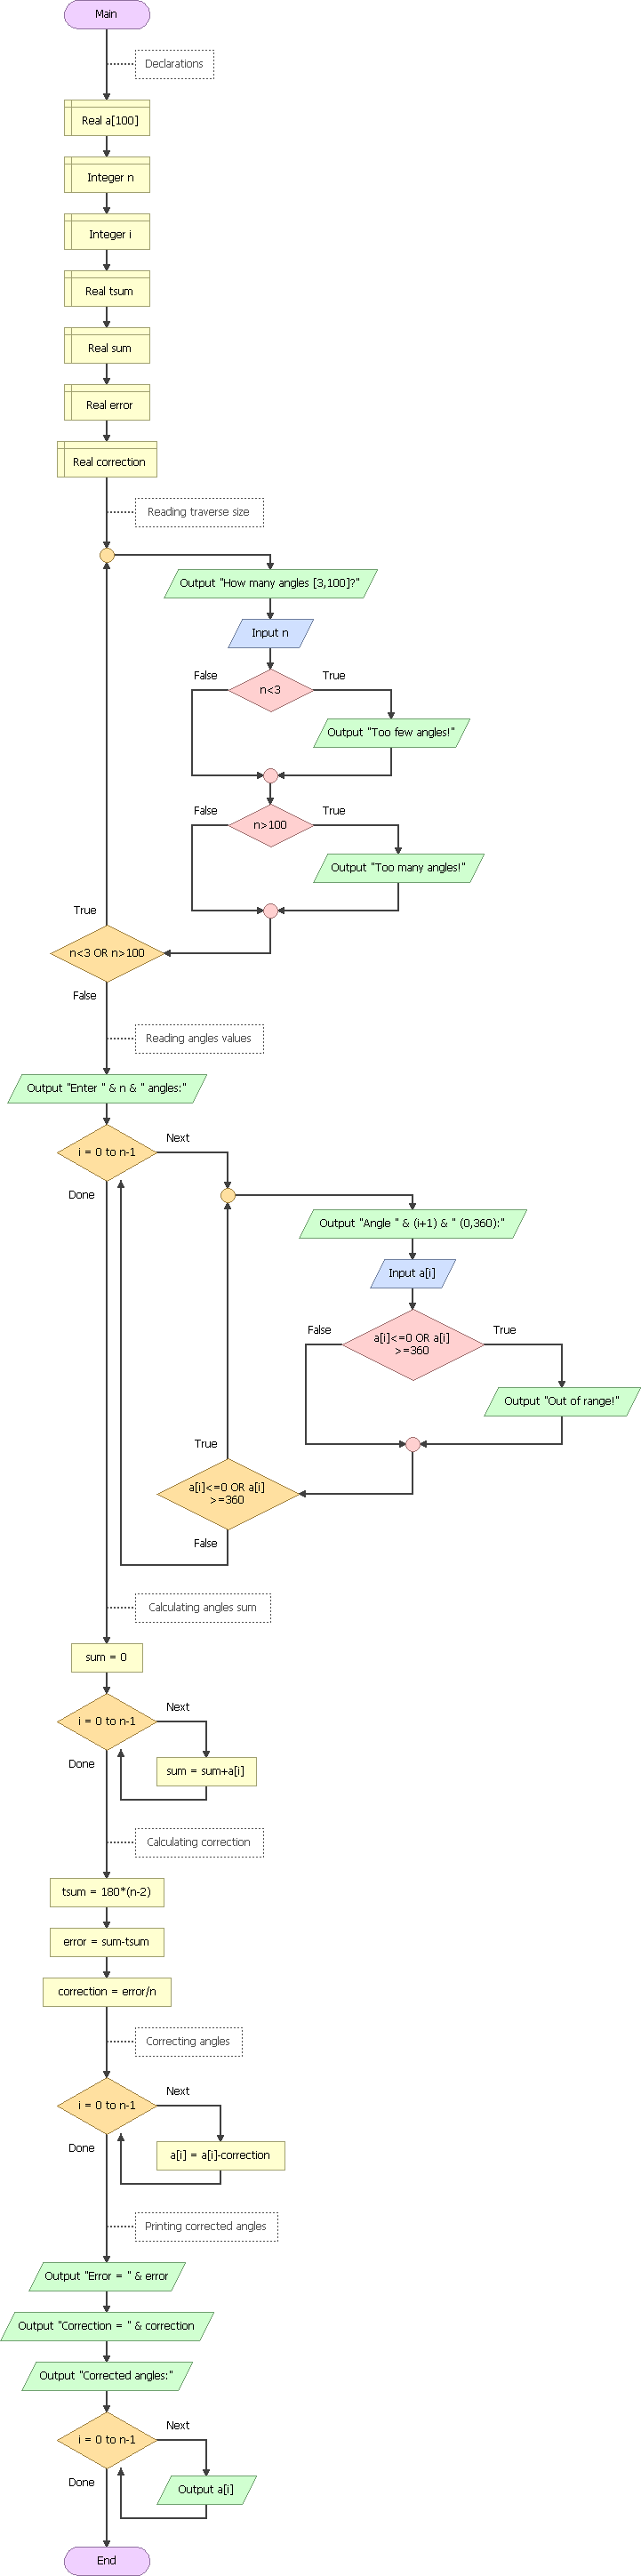 Main
Declarations
Real a[100]
Integer n
Integer i
Real tsum
Real sum
Real error
Real correction
Reading traverse size
Output "How many angles [3,100]?"
Input n
False
True
n<3
Output "Too few angles!"
False
True
n>100
Output "Too many angles!"
True
n<3 OR n>100
False
Reading angles values
Output "Enter " & n & " angles:"
Next
i = 0 to n-1
Done
Output "Angle " & (i+1) & " (0,360):"
Input a[i]
False
True
a[i]<=0 OR a[i]
>=360
Output "Out of range!"
True
a[i]<=0 OR a[i]
>=360
False
Calculating angles sum
sum = 0
Next
i = 0 to n-1
Done
sum = sum+a[i]
Calculating correction
tsum = 180*(n-2)
error = sum-tsum
correction = error/n
Correcting angles
Next
i = 0 to n-1
Done
a[i] = a[i]-correction
Printing corrected angles
Output "Error = " & error
Output "Correction = " & correction
Output "Corrected angles:"
Next
i = 0 to n-1
Done
Output a[i]
End